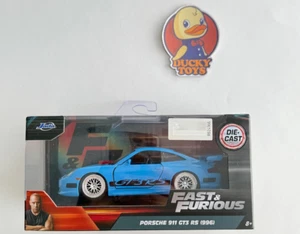 DUCKY
TOYS
Jada
DIE-
CAST
FAST &
FURIOUS
PORSCHE 911 GT3 RS (996)
8+